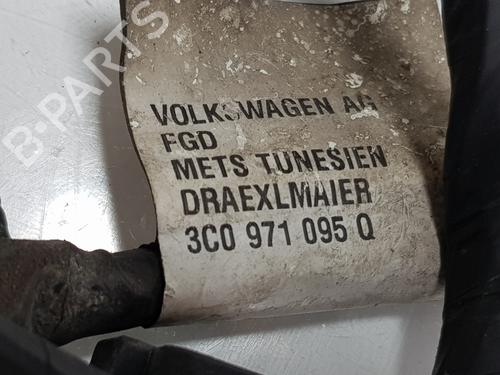 B-PARTS
VOLKSWAGEN AG
FGD
METS TUNESIEN
DRAEXLMAIER
3C0 971 095 Q